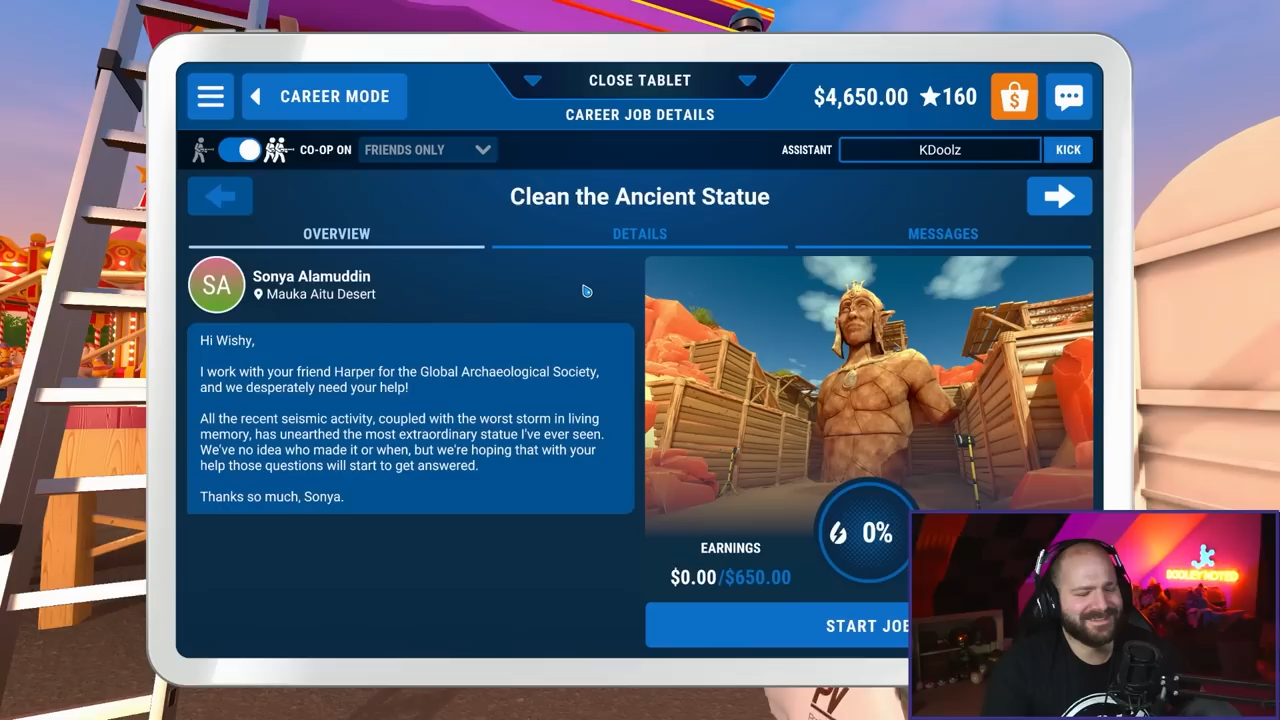 CLOSE TABLET
CAREER MODE
CAREER JOB DETAILS
$4,650.00 ★160
CO-OP ON
FRIENDS ONLY
ASSISTANT
KDoolz
KICK
Clean the Ancient Statue
OVERVIEW
DETAILS
MESSAGES
SA
Sonya Alamuddin
Mauka Aitu Desert
Hi Wishy,
I work with your friend Harper for the Global Archaeological Society,
and we desperately need your help!
All the recent seismic activity, coupled with the worst storm in living
memory, has unearthed the most extraordinary statue I've ever seen.
We've no idea who made it or when, but we're hoping that with your
help those questions will start to get answered.
Thanks so much, Sonya.
EARNINGS
$0.00/$650.00
0%
START JOB
PV